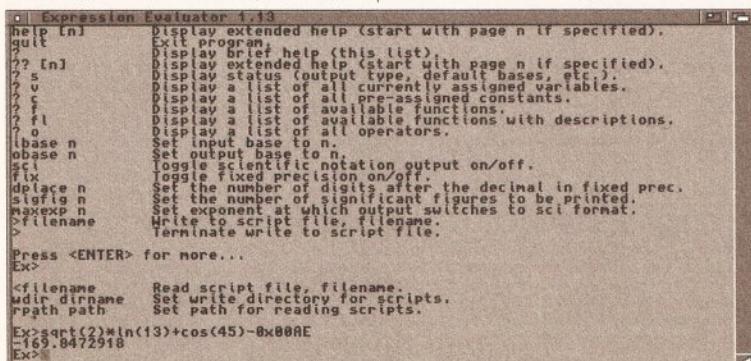 Expression Evaluator 1.13
help [n] Display extended help (start with page n if specified).
quit Exit program.
? Display brief help (this list).
?? [n] Display extended help (start with page n if specified).
? s Display status (output type, default bases, etc.).
? v Display a list of all currently assigned variables.
? c Display a list of all pre-assigned constants.
? f Display a list of available functions.
? fl Display a list of available functions with descriptions.
? o Display a list of all operators.
ibase n Set input base to n.
obase n Set output base to n.
sci Toggle scientific notation output on/off.
fix Toggle fixed precision on/off.
dplace n Set the number of digits after the decimal in fixed prec.
sigfig n Set the number of significant figures to be printed.
maxexp n Set exponent at which output switches to sci format.
>filename Write to script file, filename.
> Terminate write to script file.
Press <ENTER> for more...
Ex>
<filename Read script file, filename.
wdir dirname Set write directory for scripts.
rpath path Set path for reading scripts.
Ex>sqrt(2)*ln(13)+cos(45)-0x00AE
-169.8472918
Ex>